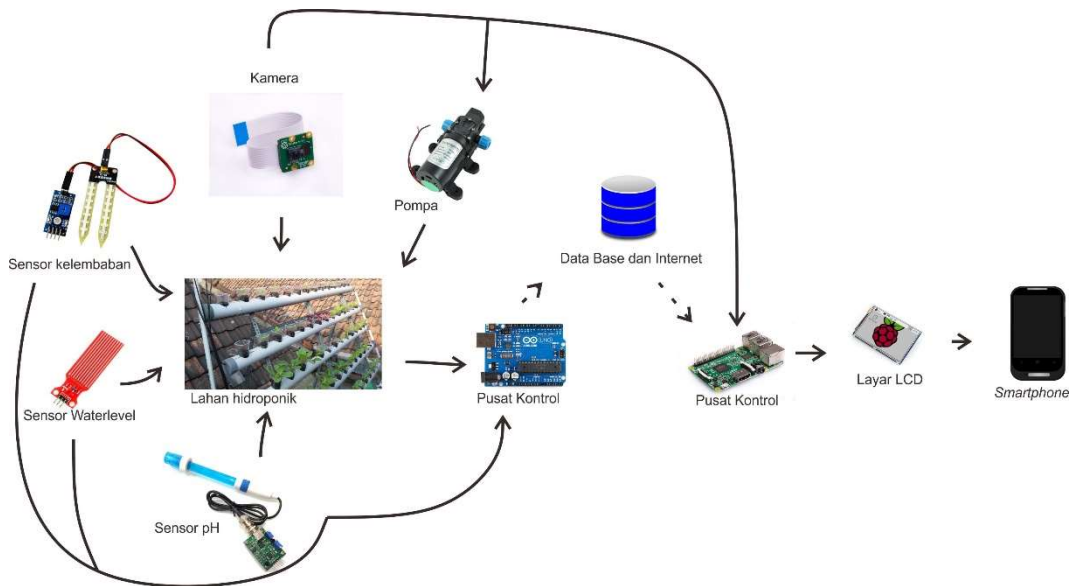 Kamera
Pompa
Sensor kelembaban
Data Base dan Internet
Lahan hidroponik
Pusat Kontrol
Pusat Kontrol
Layar LCD
Smartphone
Sensor Waterlevel
Sensor pH